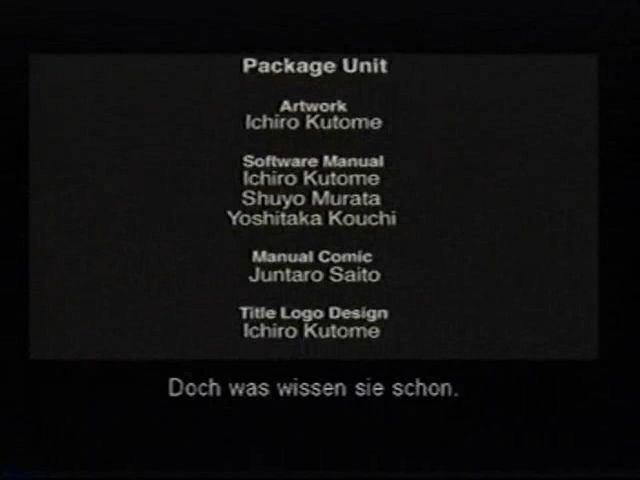 Package Unit
Artwork
Ichiro Kutome
Software Manual
Ichiro Kutome
Shuyo Murata
Yoshitaka Kouchi
Manual Comic
Juntaro Saito
Title Logo Design
Ichiro Kutome
Doch was wissen sie schon.